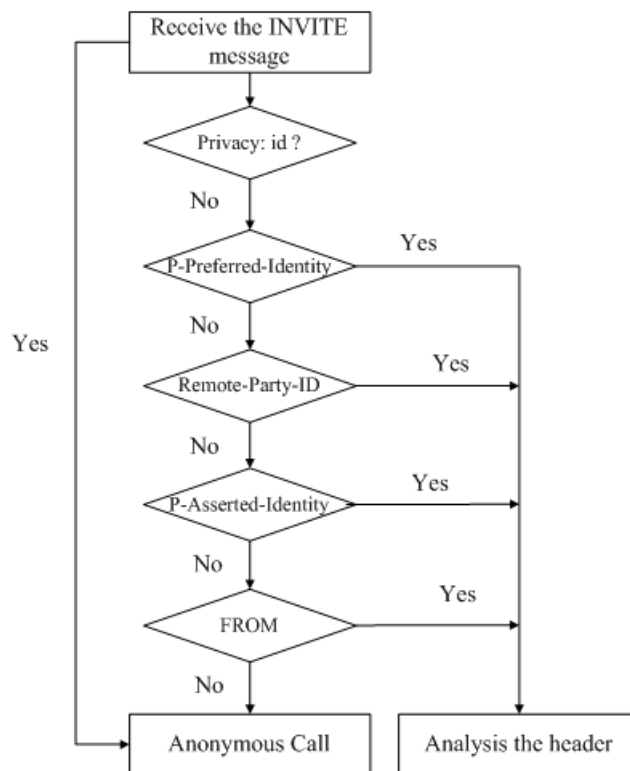 Receive the INVITE
message
Privacy: id ?
No
Yes
P-Preferred-Identity
No
Yes
Yes
Remote-Party-ID
No
Yes
P-Asserted-Identity
No
Yes
FROM
No
Anonymous Call
Analysis the header